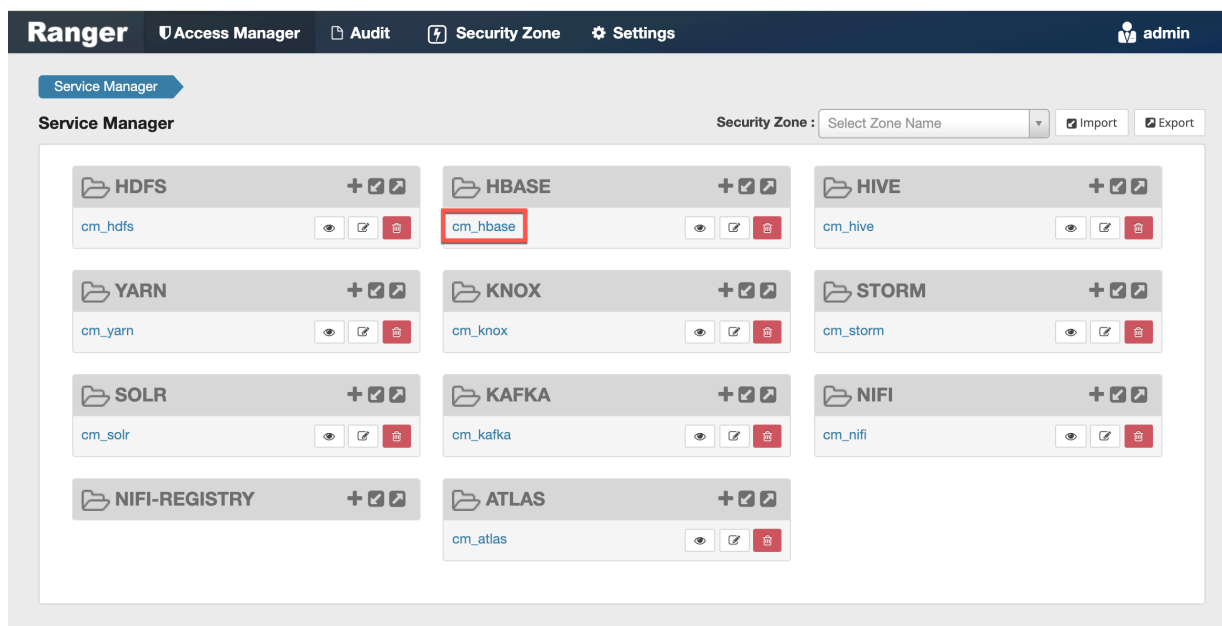 Ranger Access Manager Audit Security Zone Settings admin
Service Manager
Service Manager Security Zone : Select Zone Name Import Export
HDFS HBASE HIVE
cm_hdfs cm_hbase cm_hive
YARN KNOX STORM
cm_yarn cm_knox cm_storm
SOLR KAFKA NIFI
cm_solr cm_kafka cm_nifi
NIFI-REGISTRY ATLAS
cm_atlas